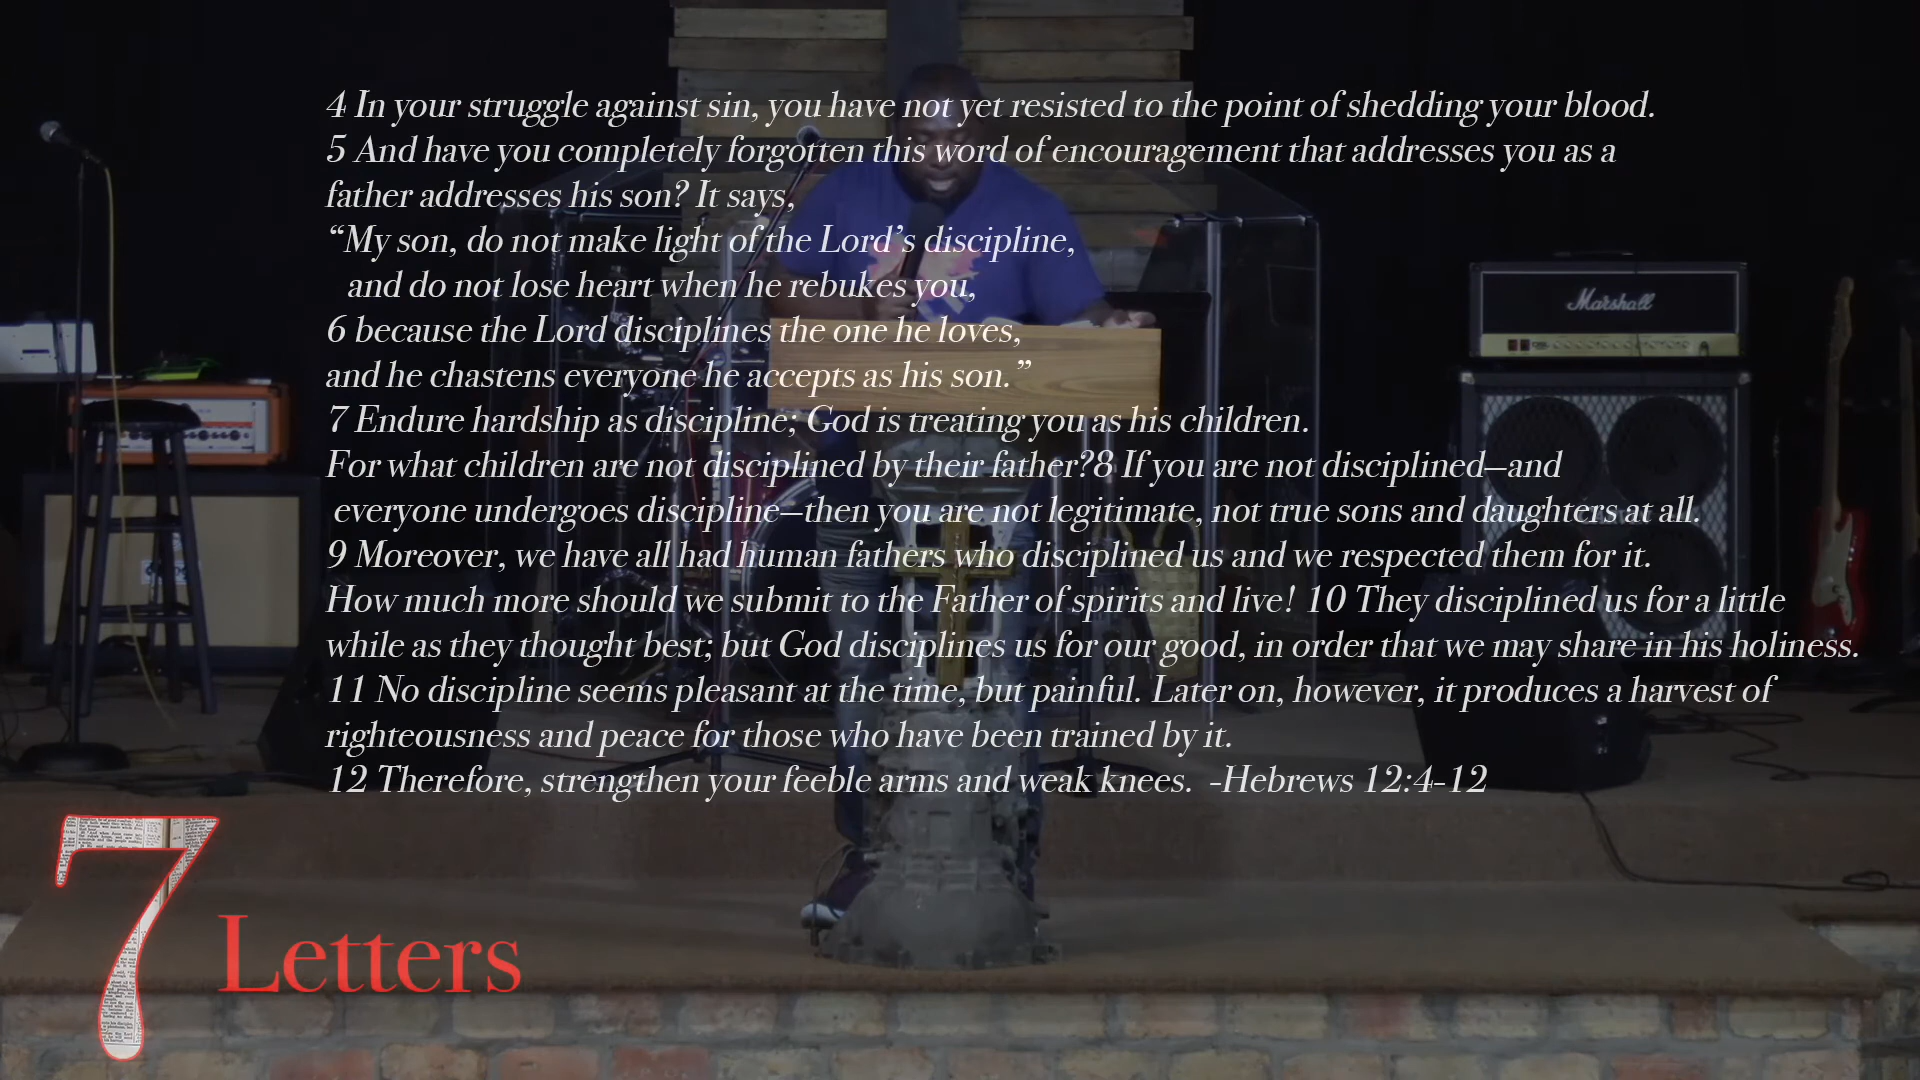 4 In your struggle against sin, you have not yet resisted to the point of shedding your blood.
5 And have you completely forgotten this word of encouragement that addresses you as a
father addresses his son? It says,
“My son, do not make light of the Lord’s discipline,
and do not lose heart when he rebukes you,
6 because the Lord disciplines the one he loves,
and he chastens everyone he accepts as his son.”
7 Endure hardship as discipline; God is treating you as his children.
For what children are not disciplined by their father?8 If you are not disciplined—and
everyone undergoes discipline—then you are not legitimate, not true sons and daughters at all.
9 Moreover, we have all had human fathers who disciplined us and we respected them for it.
How much more should we submit to the Father of spirits and live! 10 They disciplined us for a little
while as they thought best; but God disciplines us for our good, in order that we may share in his holiness.
11 No discipline seems pleasant at the time, but painful. Later on, however, it produces a harvest of
righteousness and peace for those who have been trained by it.
12 Therefore, strengthen your feeble arms and weak knees.  -Hebrews 12:4-12
Marshall
7 Letters